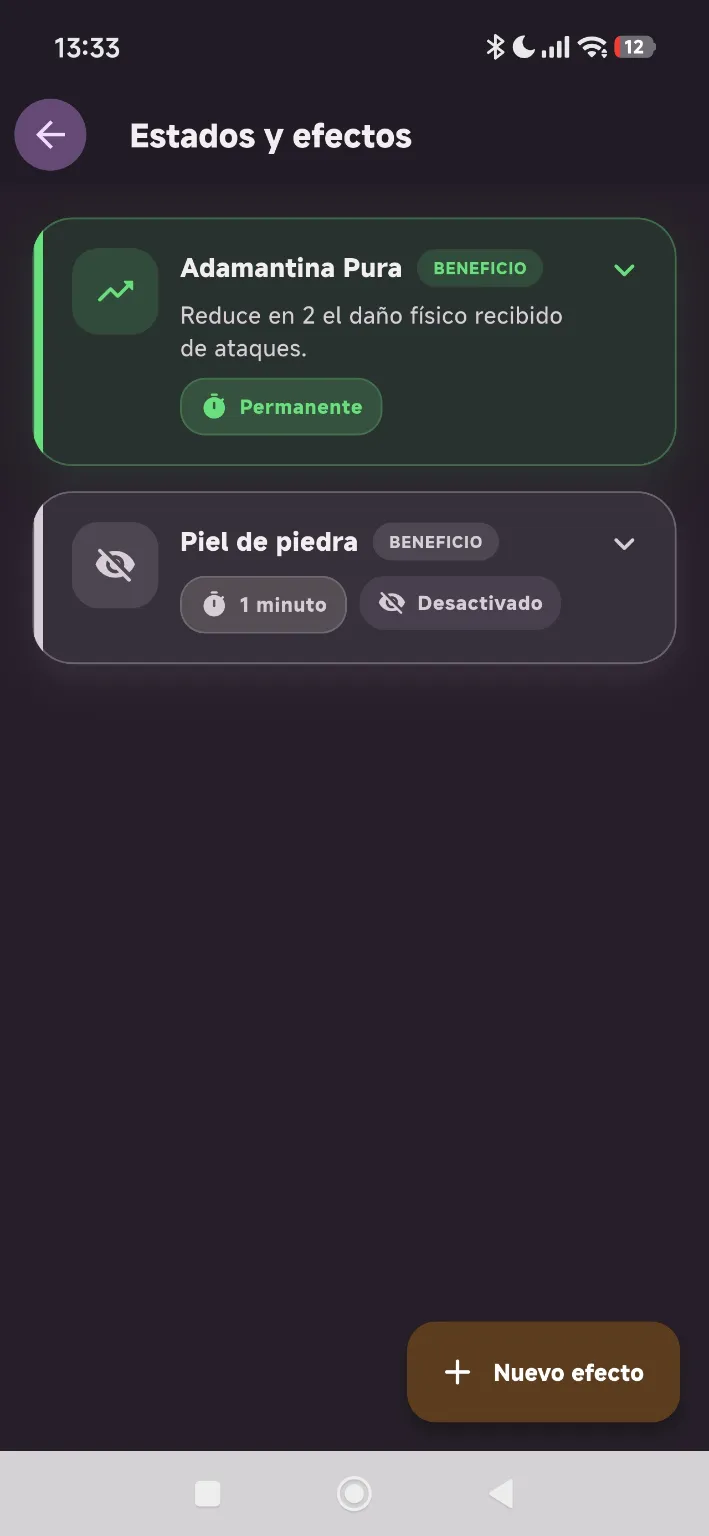 13:33
12
Estados y efectos
Adamantina Pura BENEFICIO
Reduce en 2 el daño físico recibido
de ataques.
Permanente
Piel de piedra BENEFICIO
1 minuto Desactivado
+ Nuevo efecto